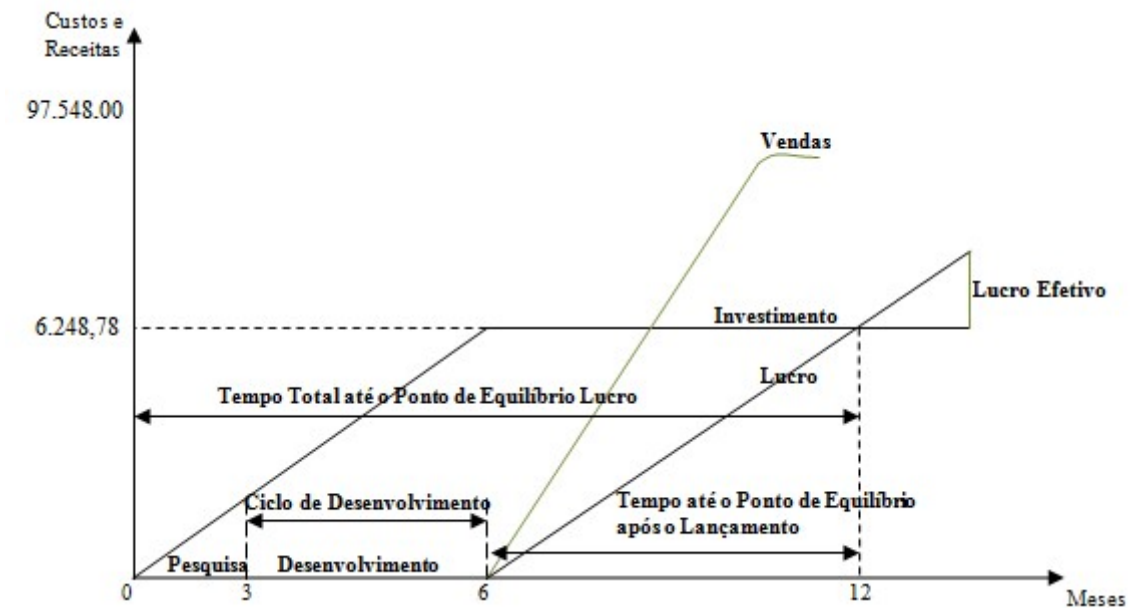 Custos e
Receitas
97.548.00
Vendas
Lucro Efetivo
6.248,78
Investimento
Lucro
Tempo Total até o Ponto de Equilíbrio Lucro
Ciclo de Desenvolvimento
Tempo até o Ponto de Equilíbrio
após o Lançamento
Pesquisa
Desenvolvimento
0
3
6
12
Meses